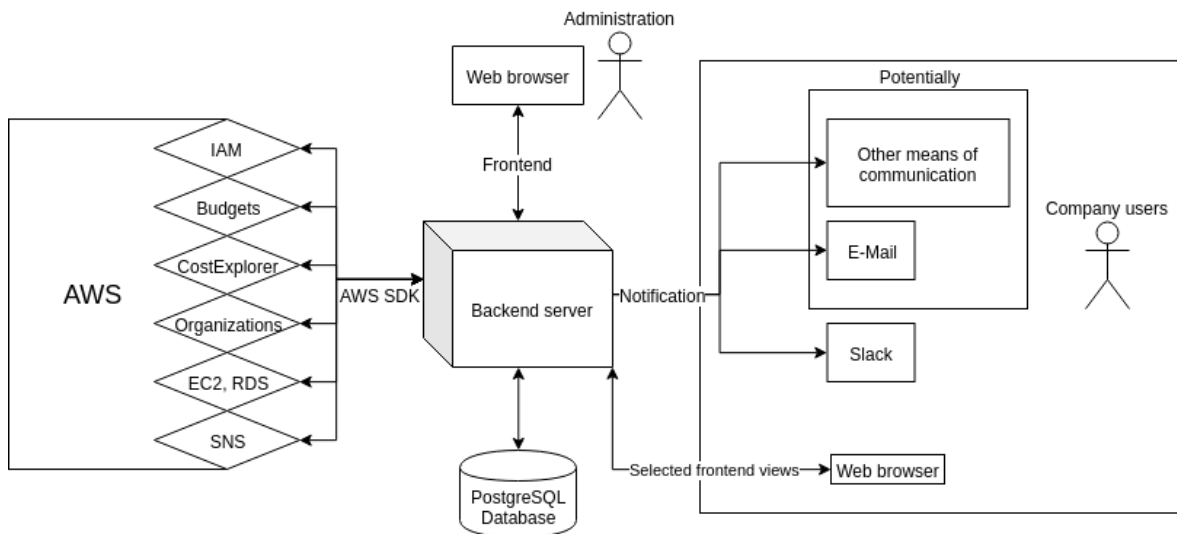 Administration
Web browser
Potentially
IAM
Other means of
communication
Frontend
Budgets
Company users
E-Mail
CostExplorer
AWS
AWS SDK
Notification
Backend server
Organizations
Slack
EC2, RDS
SNS
Selected frontend views
Web browser
PostgreSQL
Database